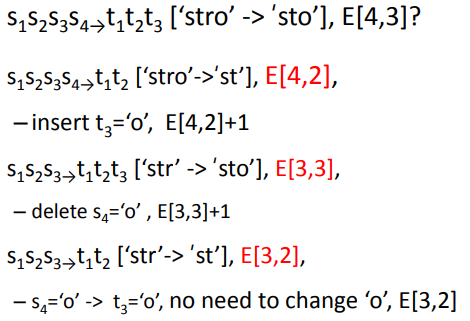 s₁s₂s₃s₄→t₁t₂t₃ ['stro' -> 'sto'], E[4,3]?
s₁s₂s₃s₄→t₁t₂ ['stro'->'st'], E[4,2],
– insert t₃='o', E[4,2]+1
s₁s₂s₃→t₁t₂t₃ ['str' -> 'sto'], E[3,3],
– delete s₄='o' , E[3,3]+1
s₁s₂s₃→t₁t₂ ['str'-> 'st'], E[3,2],
– s₄='o' -> t₃='o', no need to change 'o', E[3,2]